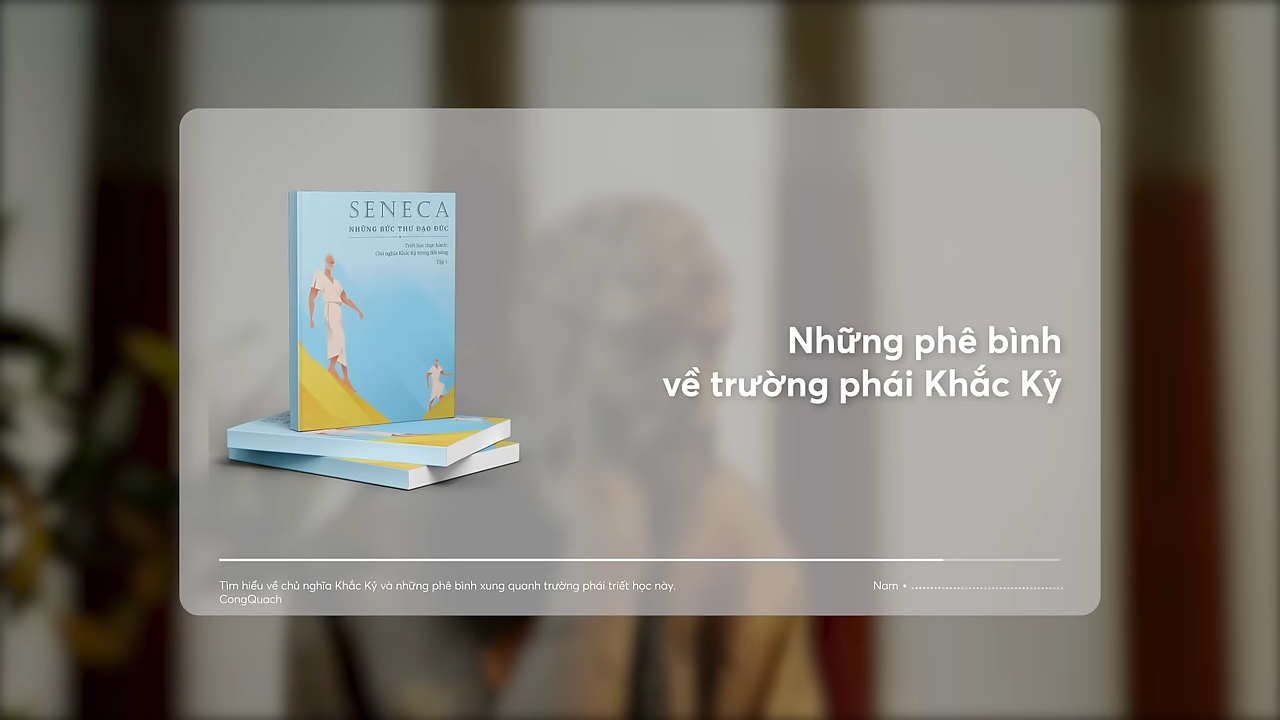 SENECA
NHỮNG BỨC THƯ ĐẠO ĐỨC
Triết học thực hành:
Chủ nghĩa Khắc Kỷ trong đời sống
Tập 1
Những phê bình
về trường phái Khắc Kỷ
Tìm hiểu về chủ nghĩa Khắc Kỷ và những phê bình xung quanh trường phái triết học này.
CongQuach
Nam •